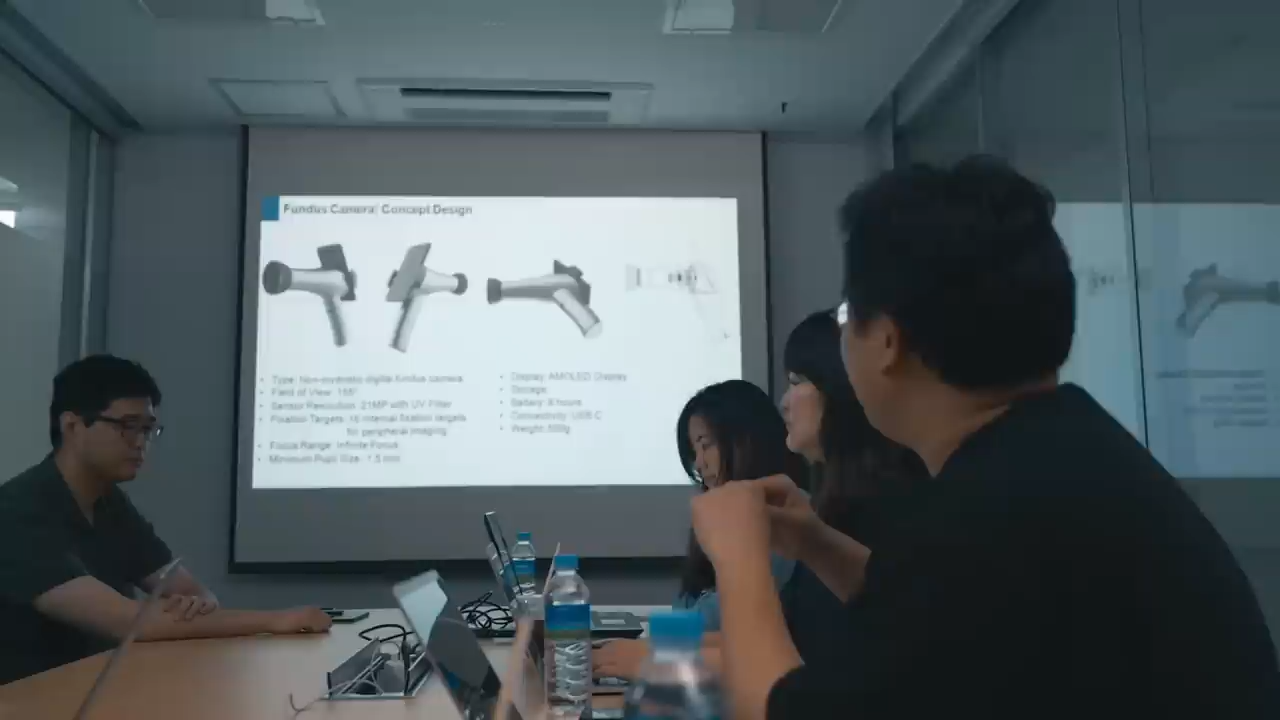 Fundus Camera: Concept Design
• Type: Non-mydriatic digital fundus camera
• Field of View:
• Sensor Resolution: 21MP with UV Filter
• Fixation Targets: 16 internal fixation targets
for peripheral imaging
• Focus Range: Infinite Focus
• Minimum Pupil Size: 1.5 mm
• Display: AMOLED Display
• Storage:
• Battery: 8 hours
• Connectivity: USB C
• Weight: